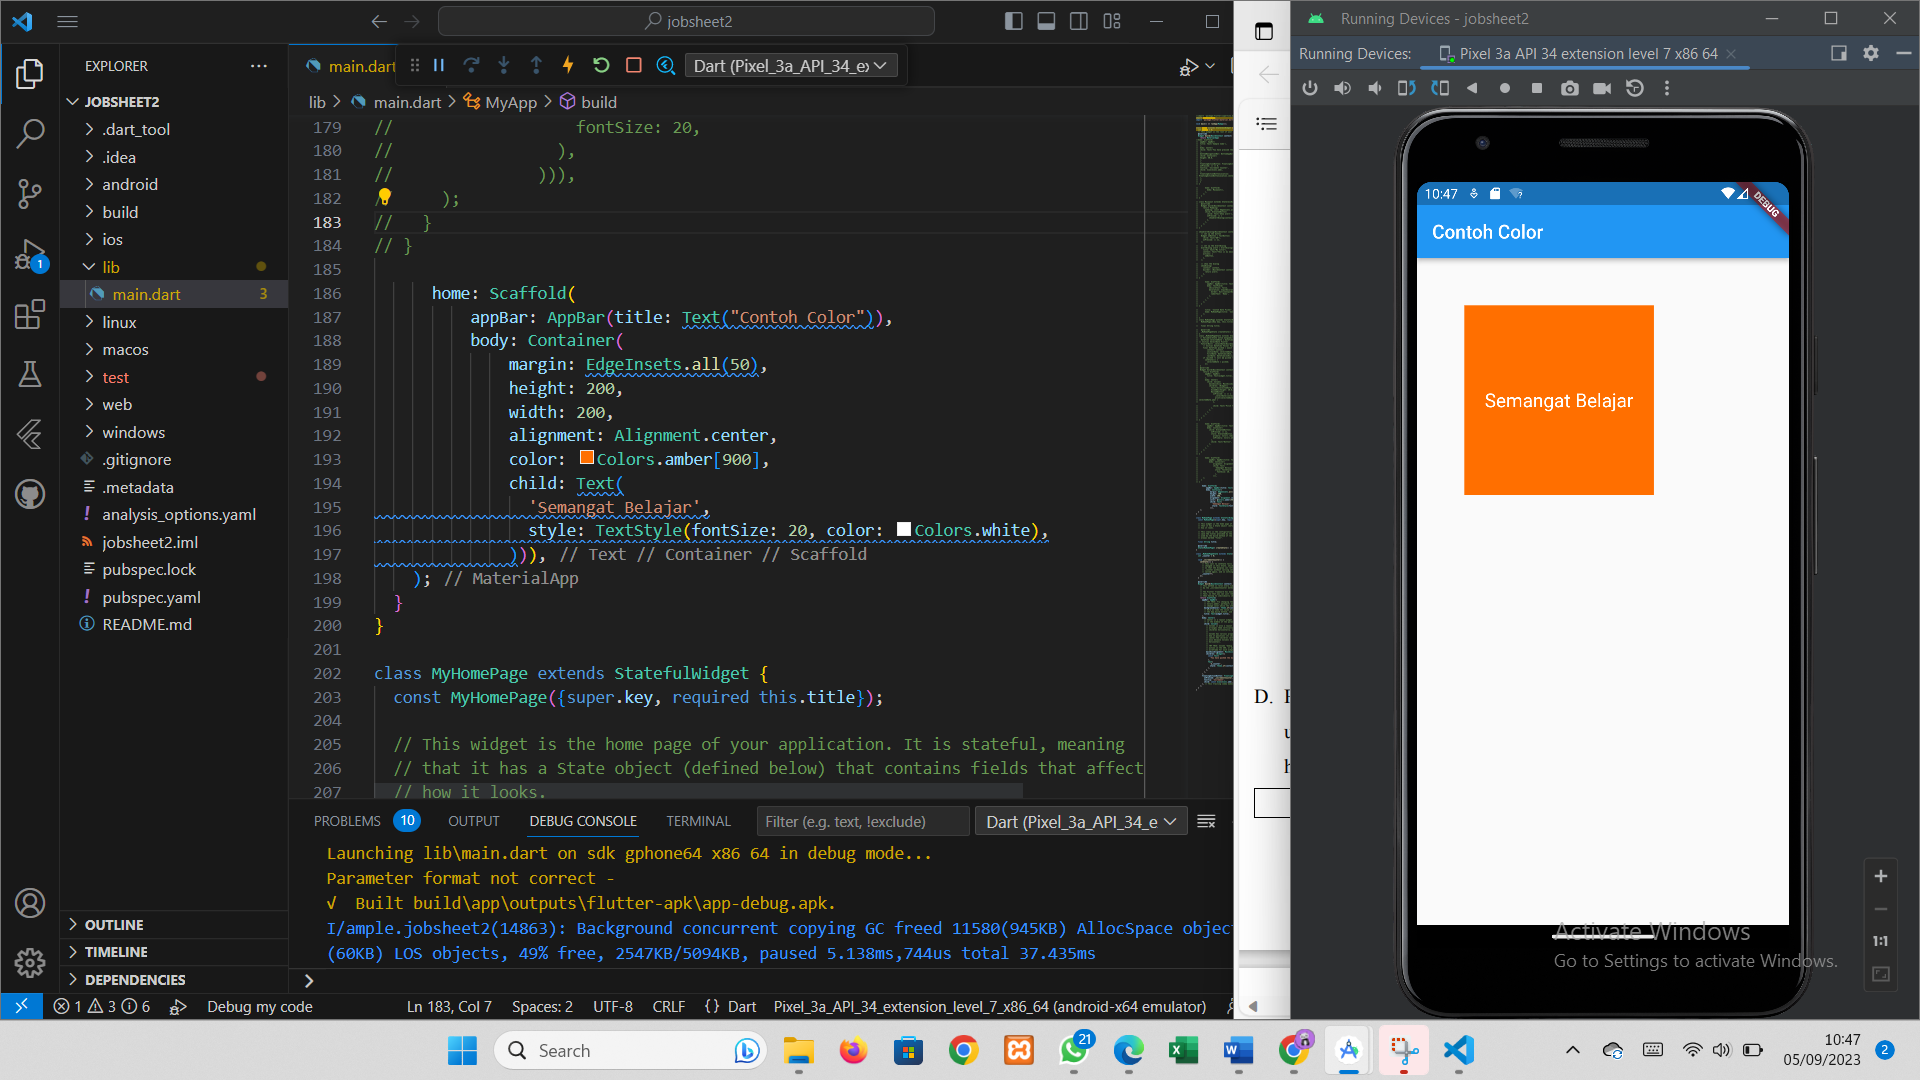 jobsheet2
EXPLORER
JOBSHEET2
.dart_tool
.idea
android
build
ios
lib
main.dart 3
linux
macos
test
web
windows
.gitignore
.metadata
analysis_options.yaml
jobsheet2.iml
pubspec.lock
pubspec.yaml
README.md
OUTLINE
TIMELINE
DEPENDENCIES
1
main.dart
Dart (Pixel_3a_API_34_e
lib > main.dart > MyApp > build
179 // fontSize: 20,
180 // ),
181 // ))),
182 / );
183 // }
184 // }
185
186 home: Scaffold(
187 appBar: AppBar(title: Text("Contoh Color")),
188 body: Container(
189 margin: EdgeInsets.all(50),
190 height: 200,
191 width: 200,
192 alignment: Alignment.center,
193 color: Colors.amber[900],
194 child: Text(
195 'Semangat Belajar',
196 style: TextStyle(fontSize: 20, color: Colors.white),
197 ))), // Text // Container // Scaffold
198 ); // MaterialApp
199 }
200 }
201
202 class MyHomePage extends StatefulWidget {
203 const MyHomePage({super.key, required this.title});
204
205 // This widget is the home page of your application. It is stateful, meaning
206 // that it has a State object (defined below) that contains fields that affect
207 // how it looks.
PROBLEMS 10 OUTPUT DEBUG CONSOLE TERMINAL Filter (e.g. text, !exclude) Dart (Pixel_3a_API_34_e
Launching lib\main.dart on sdk gphone64 x86 64 in debug mode...
Parameter format not correct -
√ Built build\app\outputs\flutter-apk\app-debug.apk.
I/ample.jobsheet2(14863): Background concurrent copying GC freed 11580(945KB) AllocSpace objec
(60KB) LOS objects, 49% free, 2547KB/5094KB, paused 5.138ms,744us total 37.435ms
>
1 3 6 Debug my code Ln 183, Col 7 Spaces: 2 UTF-8 CRLF {} Dart Pixel_3a_API_34_extension_level_7_x86_64 (android-x64 emulator)
D.
Running Devices - jobsheet2
Running Devices: Pixel 3a API 34 extension level 7 x86 64
10:47
DEBUG
Contoh Color
Semangat Belajar
1:1
Activate Windows
Go to Settings to activate Windows.
Search
21
10:47
05/09/2023
2